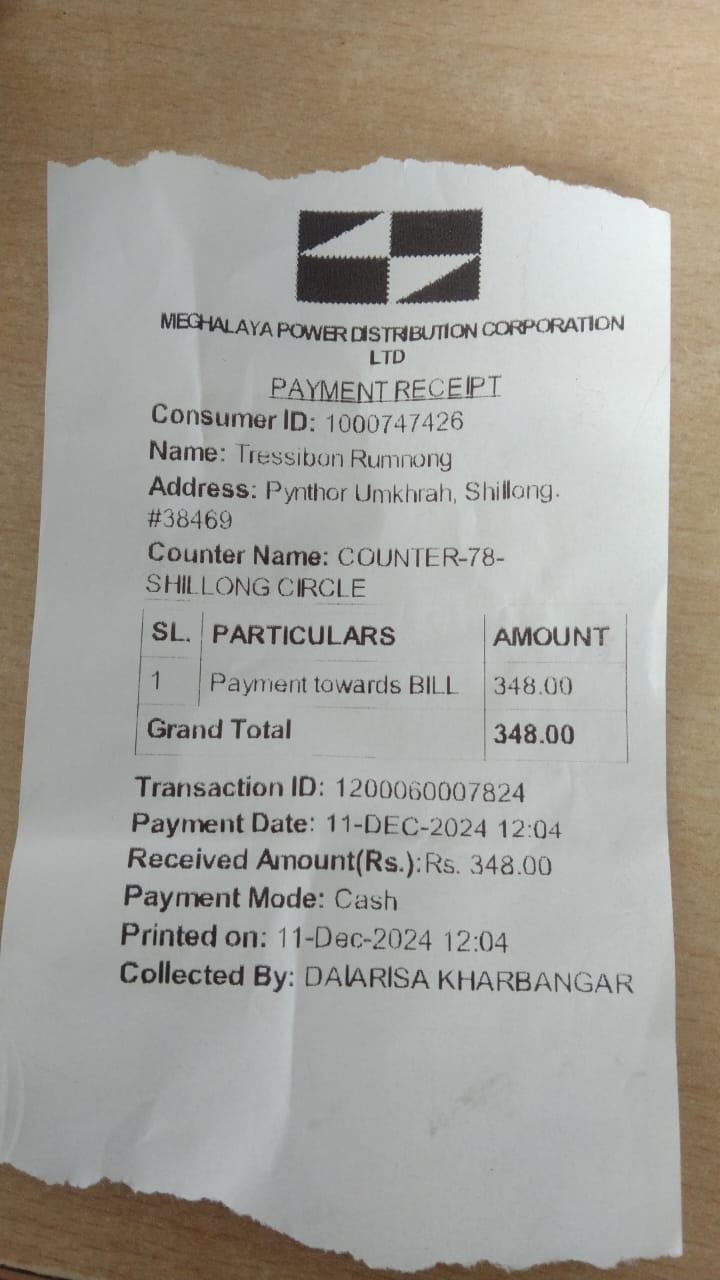 MEGHALAYA POWER DISTRIBUTION CORPORATION
LTD
PAYMENT RECEIPT
Consumer ID: 1000747426
Name: Tressibon Rumnong
Address: Pynthor Umkhrah, Shillong.
#38469
Counter Name: COUNTER-78-
SHILLONG CIRCLE
SL. PARTICULARS AMOUNT
1 Payment towards BILL 348.00
Grand Total 348.00
Transaction ID: 1200060007824
Payment Date: 11-DEC-2024 12:04
Received Amount(Rs.):Rs. 348.00
Payment Mode: Cash
Printed on: 11-Dec-2024 12:04
Collected By: DAIARISA KHARBANGAR